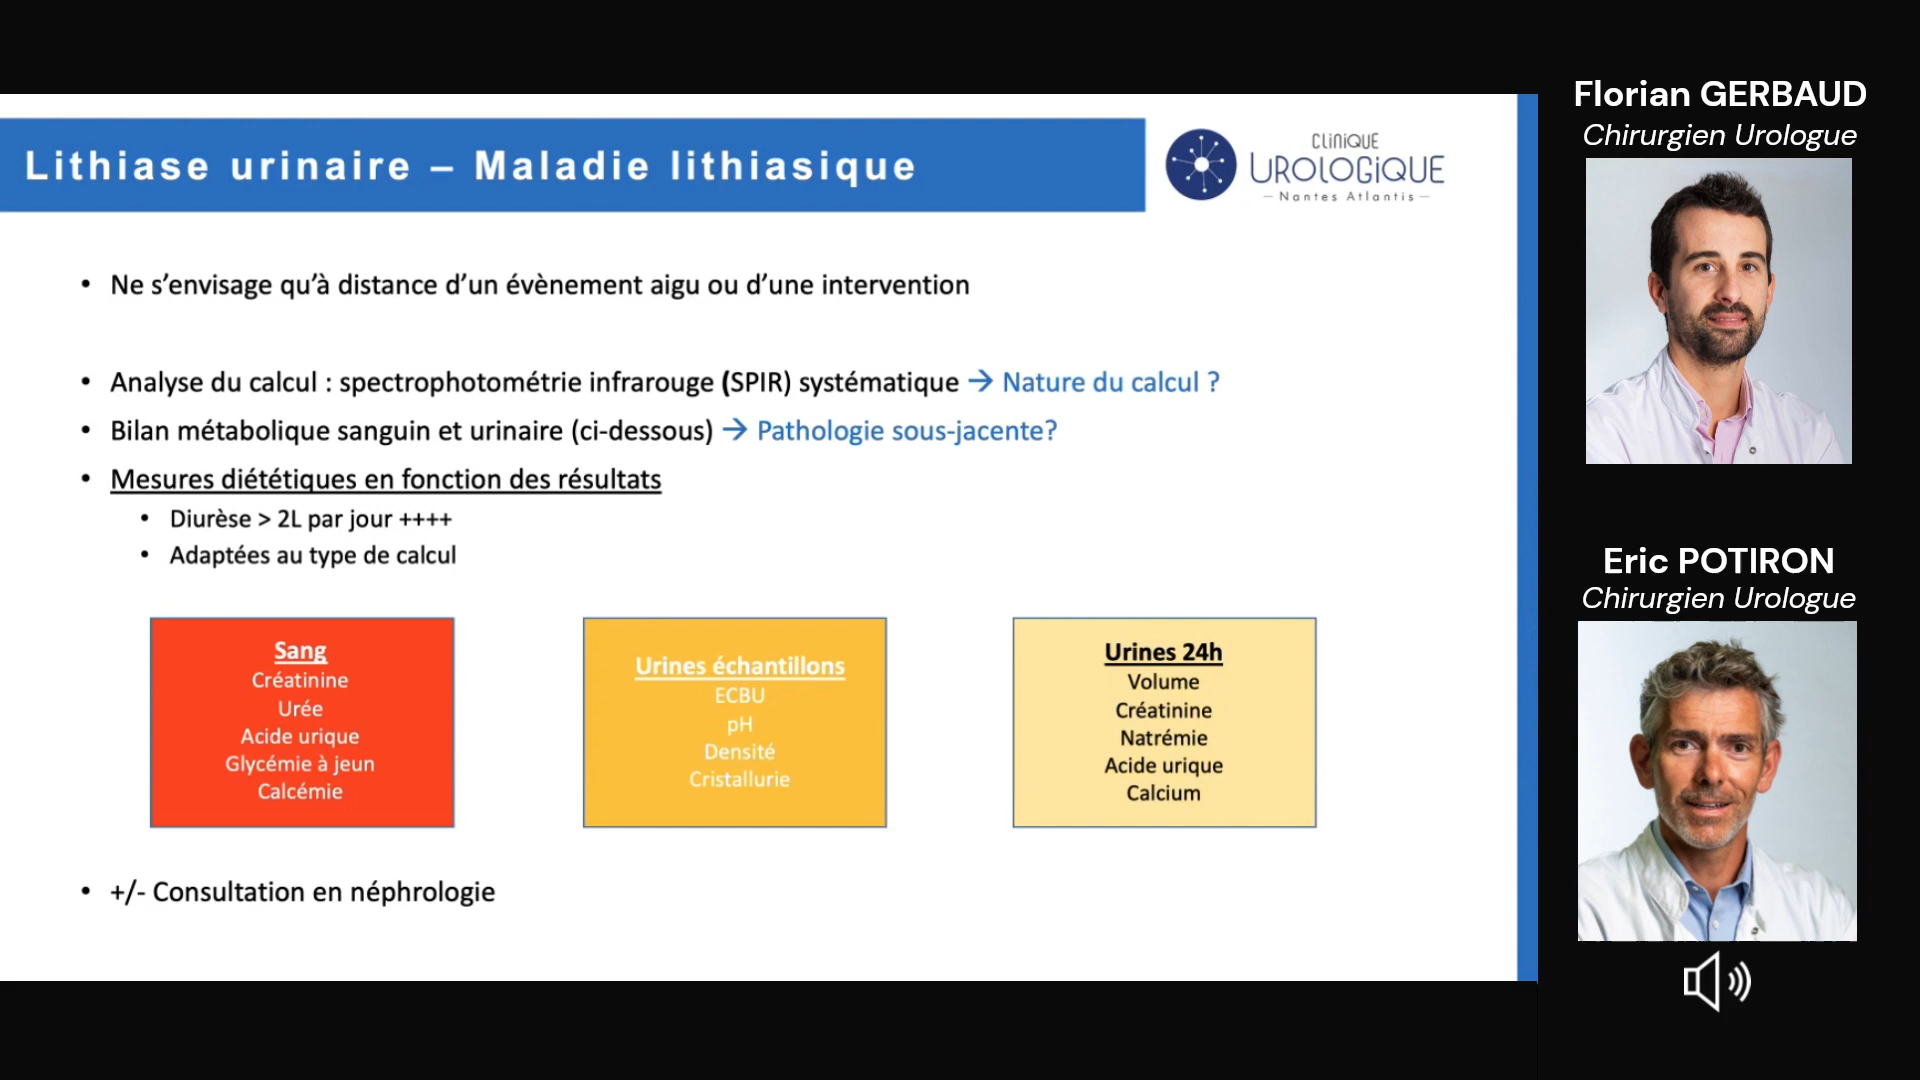 Lithiase urinaire – Maladie lithiasique
CLiNiQUE
UROLOGiQUE
— Nantes Atlantis —
• Ne s’envisage qu’à distance d’un évènement aigu ou d’une intervention
• Analyse du calcul : spectrophotométrie infrarouge (SPIR) systématique → Nature du calcul ?
• Bilan métabolique sanguin et urinaire (ci-dessous) → Pathologie sous-jacente?
• Mesures diététiques en fonction des résultats
• Diurèse > 2L par jour ++++
• Adaptées au type de calcul
Sang
Créatinine
Urée
Acide urique
Glycémie à jeun
Calcémie
Urines échantillons
ECBU
pH
Densité
Cristallurie
Urines 24h
Volume
Créatinine
Natrémie
Acide urique
Calcium
• +/- Consultation en néphrologie
Florian GERBAUD
Chirurgien Urologue
Eric POTIRON
Chirurgien Urologue